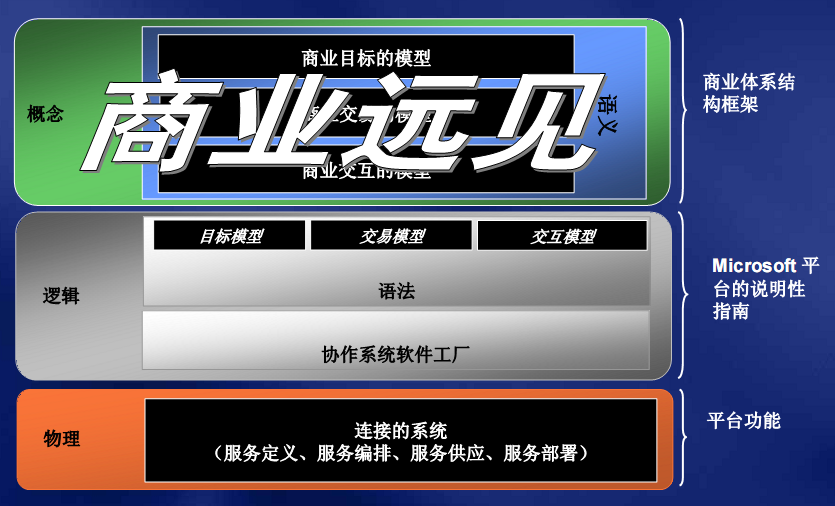 商业目标的模型
商业体系结
构框架
概念
商业远见
语义
商业交互的模型
目标模型
交易模型
交互模型
Microsoft 平
台的说明性
指南
逻辑
语法
协作系统软件工厂
连接的系统
物理
平台功能
(服务定义、服务编排、服务供应、服务部署)